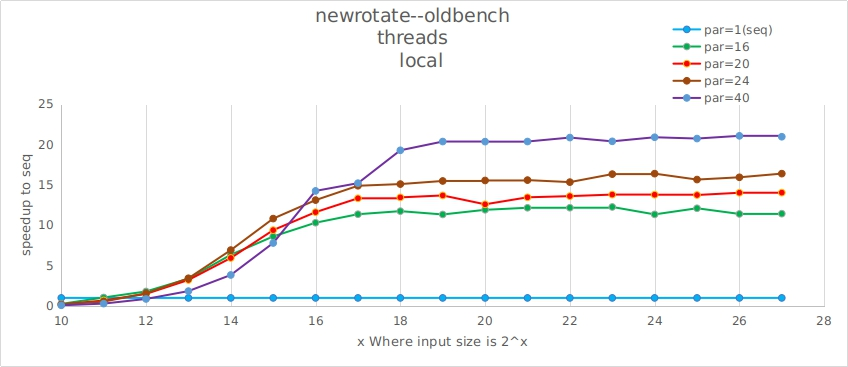 newrotate--oldbench
threads
local
par=1(seq)
par=16
par=20
par=24
par=40
speedup to seq
25
20
15
10
5
0
10 12 14 16 18 20 22 24 26 28
x Where input size is 2^x